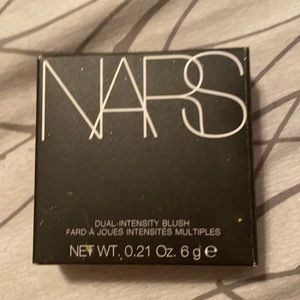 NARS
DUAL-INTENSITY BLUSH
FARD À JOUES INTENSITÉS MULTIPLES
NET WT. 0.21 Oz. 6 g ℮